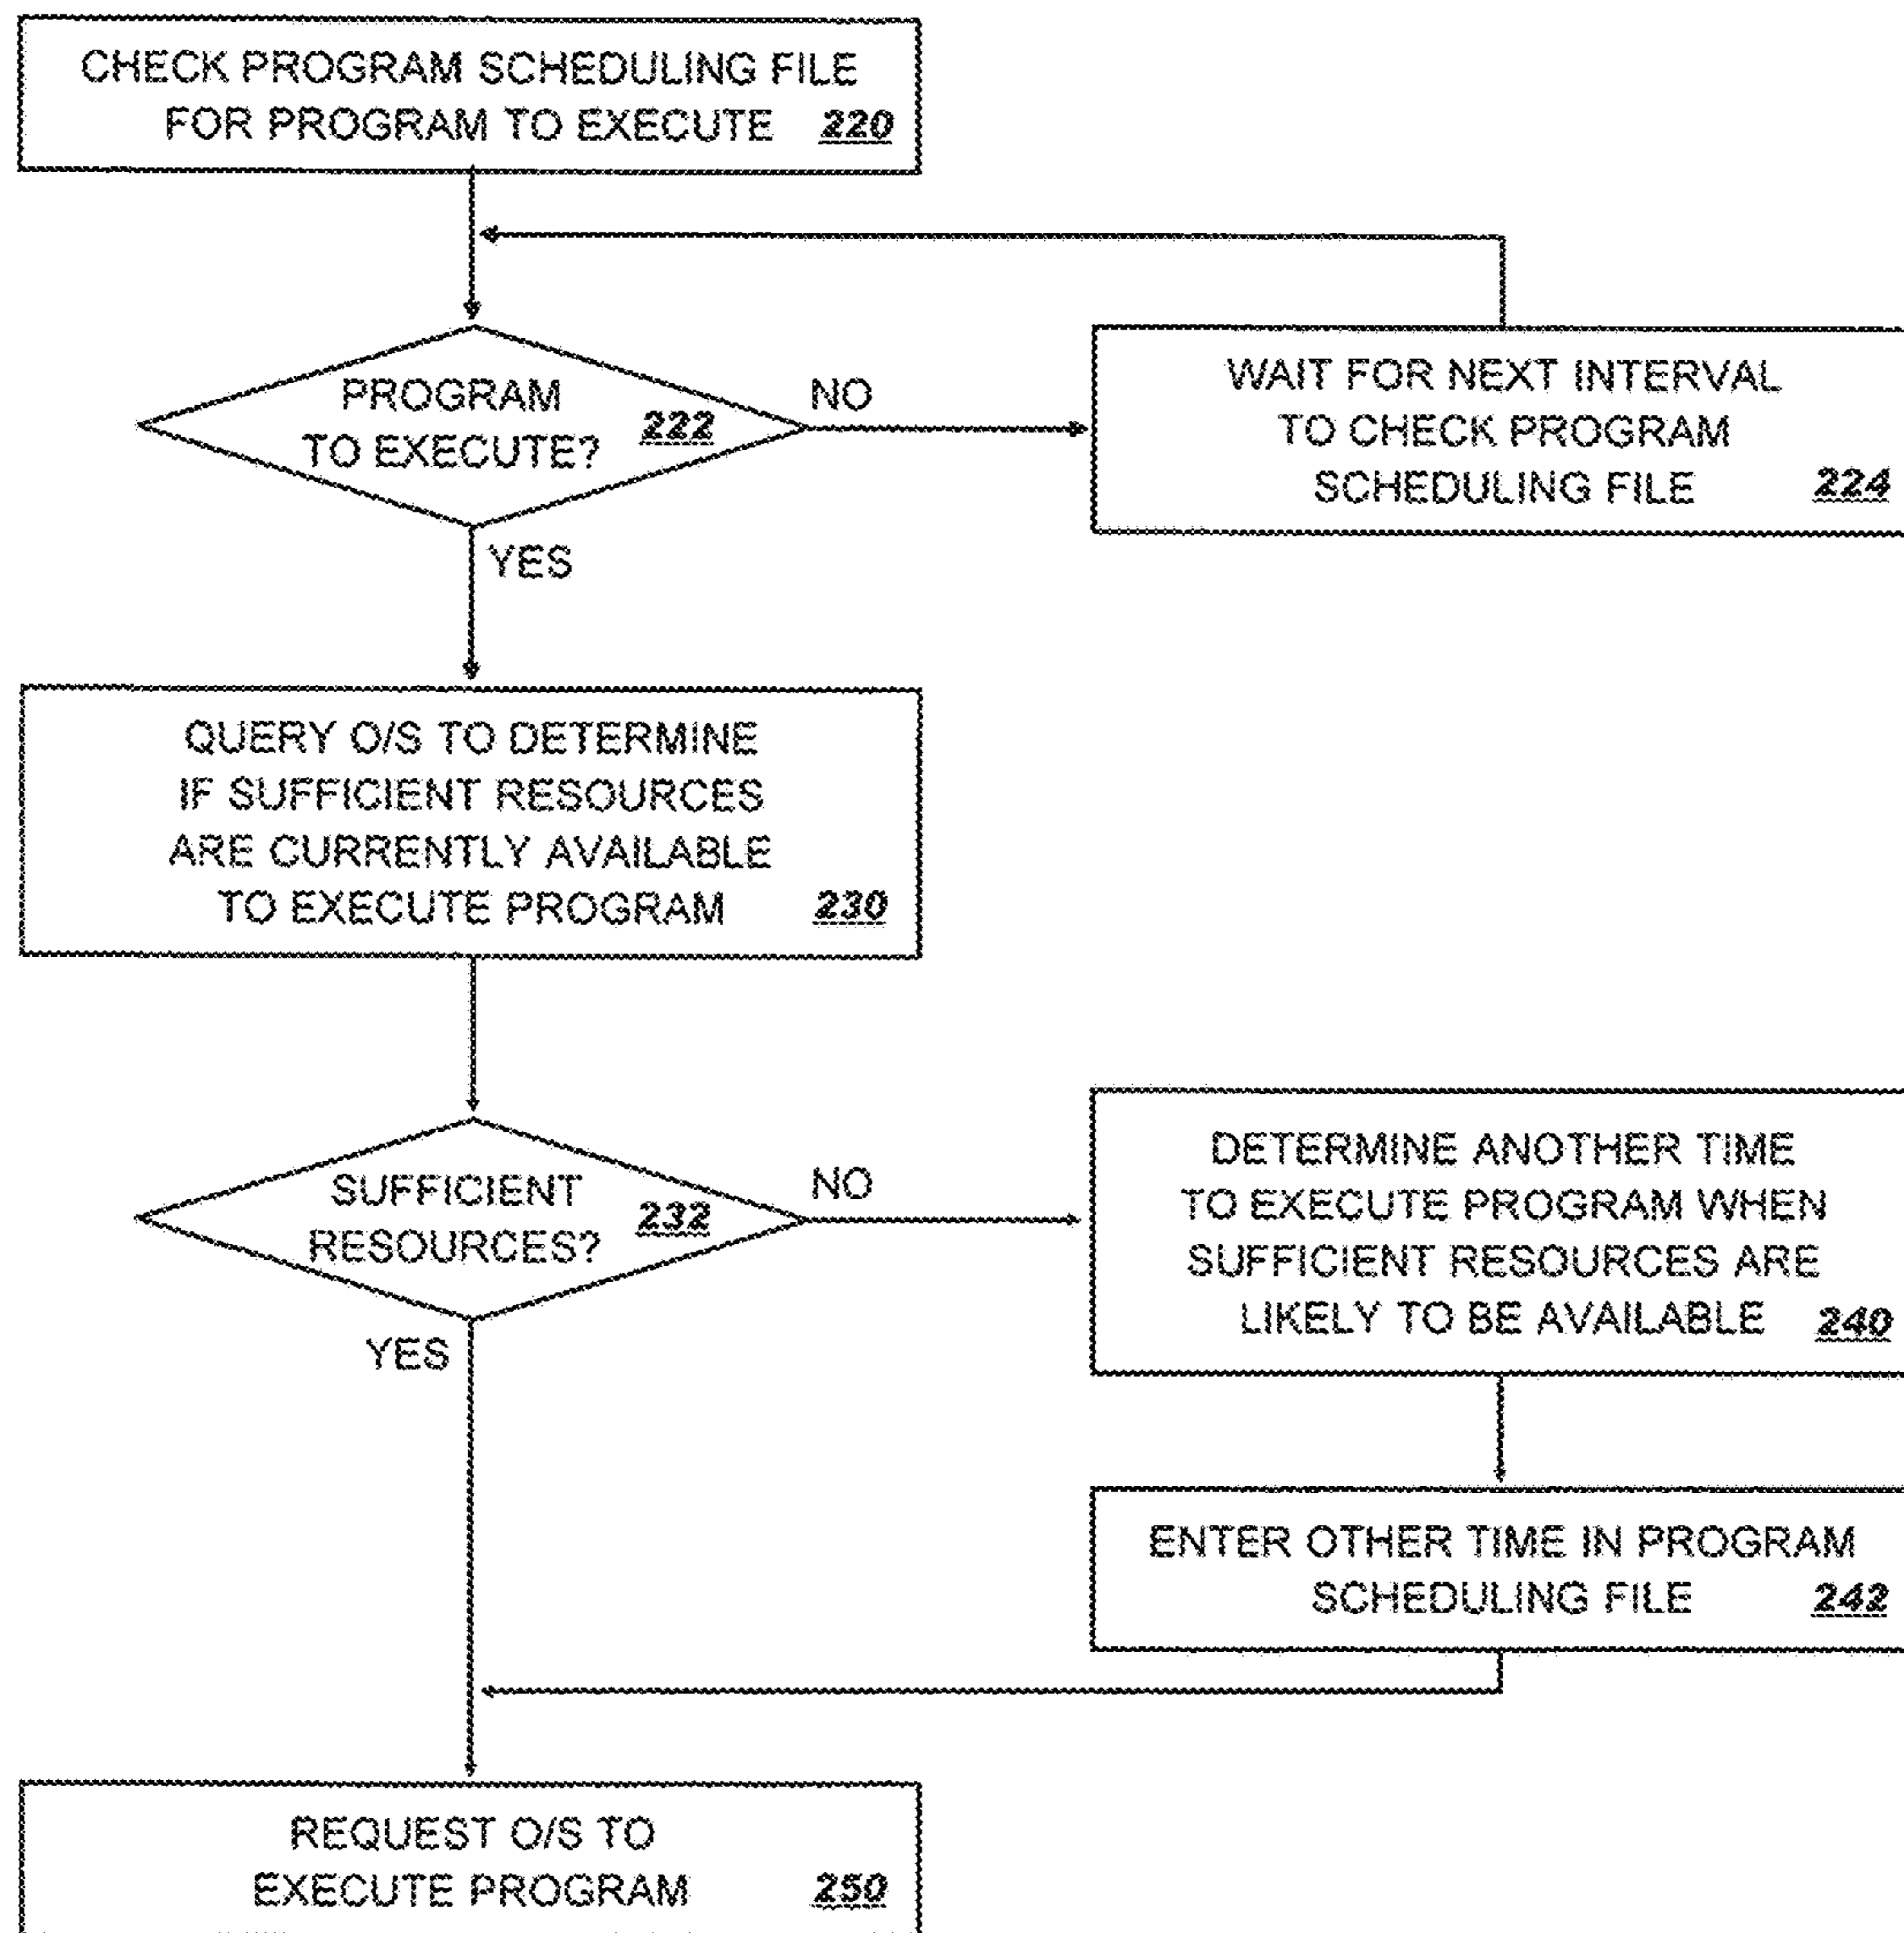 CHECK PROGRAM SCHEDULING FILE
FOR PROGRAM TO EXECUTE 220
PROGRAM
TO EXECUTE? 222
NO
WAIT FOR NEXT INTERVAL
TO CHECK PROGRAM
SCHEDULING FILE 224
YES
QUERY O/S TO DETERMINE
IF SUFFICIENT RESOURCES
ARE CURRENTLY AVAILABLE
TO EXECUTE PROGRAM 230
SUFFICIENT
RESOURCES? 232
NO
DETERMINE ANOTHER TIME
TO EXECUTE PROGRAM WHEN
SUFFICIENT RESOURCES ARE
LIKELY TO BE AVAILABLE 240
YES
ENTER OTHER TIME IN PROGRAM
SCHEDULING FILE 242
REQUEST O/S TO
EXECUTE PROGRAM 250